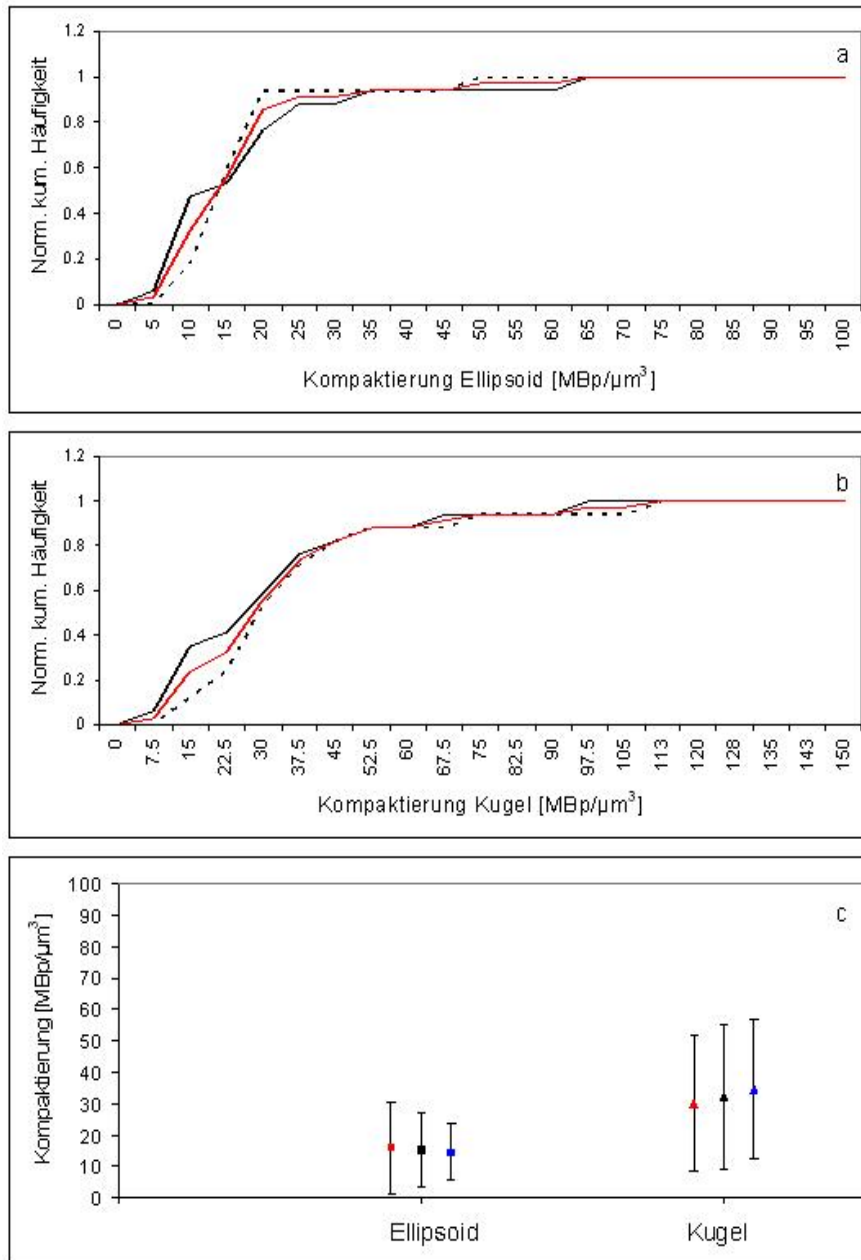 a
Norm. kum. Häufigkeit
1.2
1
0.8
0.6
0.4
0.2
0
0 5 10 15 20 25 30 35 40 45 50 55 60 65 70 75 80 85 90 95 100
Kompaktierung Ellipsoid [MBp/µm³]
b
Norm. kum. Häufigkeit
1.2
1
0.8
0.6
0.4
0.2
0
0 7.5 15 22.5 30 37.5 45 52.5 60 67.5 75 82.5 90 97.5 105 113 120 128 135 143 150
Kompaktierung Kugel [MBp/µm³]
c
Kompaktierung [MBp/µm³]
100
90
80
70
60
50
40
30
20
10
0
Ellipsoid Kugel